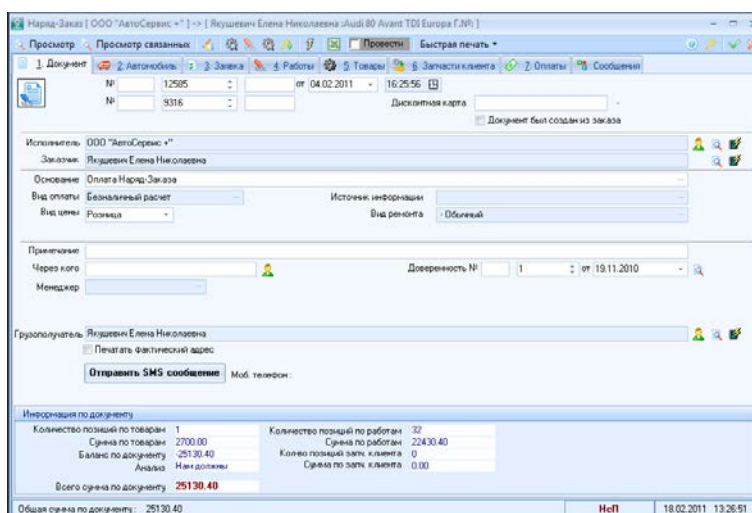 Наряд-Заказ [ ООО "АвтоСервис +" ] -> [ Якушевич Елена Николаевна :Audi 80 Avant TDI Europa Г.№: ]
Просмотр Просмотр связанных Провести Быстрая печать
1. Документ 2. Автомобиль 3. Заявка 4. Работы 5. Товары 6. Запчасти клиента 7. Оплаты Сообщения
№ 12585 от 04.02.2011 16:25:56
№ 9316 Дисконтная карта
Документ был создан из заказа
Исполнитель ООО "АвтоСервис +"
Заказчик Якушевич Елена Николаевна
Основание Оплата Наряд-Заказа
Вид оплаты Безналичный расчет Источник информации
Вид цены Розница Вид ремонта - Обычный
Примечание
Через кого Доверенность № 1 от 19.11.2010
Менеджер
Грузополучатель Якушевич Елена Николаевна
Печатать Фактический адрес
Отправить SMS сообщение Моб. телефон :
Информация по документу
Количество позиций по товарам 1 Количество позиций по работам 32
Сумма по товарам 2700.00 Сумма по работам 22430.40
Баланс по документу -25130.40 Кол-во позиций запч. клиента 0
Анализ Нам должны Сумма по запч. клиента 0.00
Всего сумма по документу 25130.40
Общая сумма по документу : 25130.40 НеП 18.02.2011 13:26:51